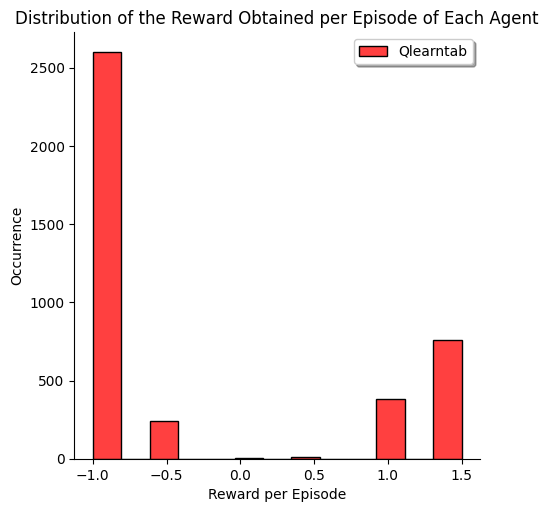 Distribution of the Reward Obtained per Episode of Each Agent
Qlearntab
Occurrence
2500
2000
1500
1000
500
0
−1.0 −0.5 0.0 0.5 1.0 1.5
Reward per Episode